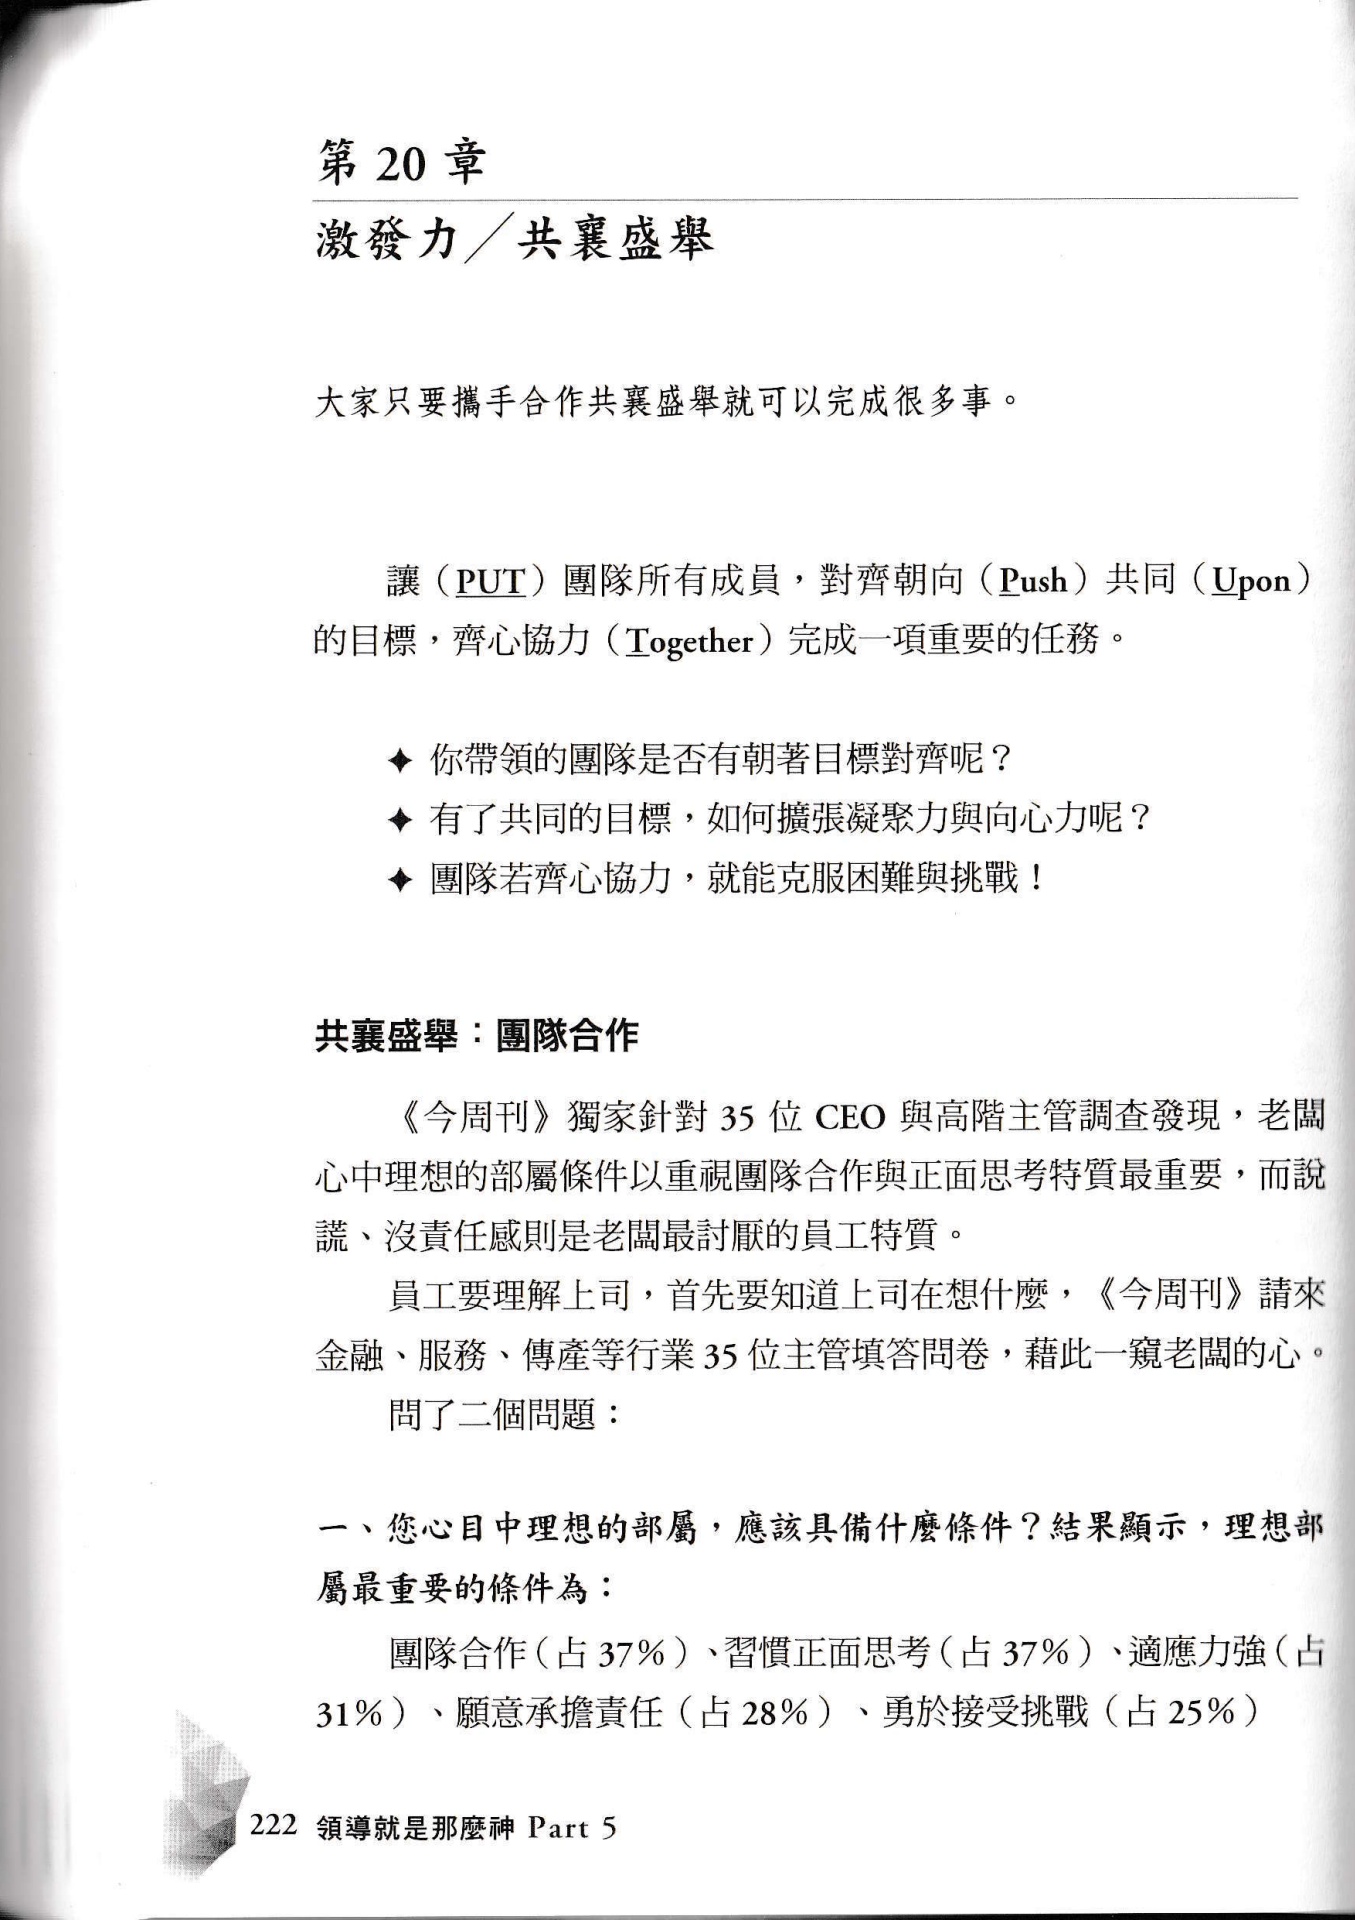 第 20 章
激發力／共襄盛舉
大家只要攜手合作共襄盛舉就可以完成很多事。
讓（PUT）團隊所有成員，對齊朝向（Push）共同（Upon）
的目標，齊心協力（Together）完成一項重要的任務。
✦ 你帶領的團隊是否有朝著目標對齊呢？
✦ 有了共同的目標，如何擴張凝聚力與向心力呢？
✦ 團隊若齊心協力，就能克服困難與挑戰！
共襄盛舉：團隊合作
《今周刊》獨家針對 35 位 CEO 與高階主管調查發現，老闆
心中理想的部屬條件以重視團隊合作與正面思考特質最重要，而說
謊、沒責任感則是老闆最討厭的員工特質。
員工要理解上司，首先要知道上司在想什麼，《今周刊》請來
金融、服務、傳產等行業 35 位主管填答問卷，藉此一窺老闆的心。
問了二個問題：
一、您心目中理想的部屬，應該具備什麼條件？結果顯示，理想部
屬最重要的條件為：
團隊合作（占 37%）、習慣正面思考（占 37%）、適應力強（占
31%）、願意承擔責任（占 28%）、勇於接受挑戰（占 25%）
222 領導就是那麼神 Part 5